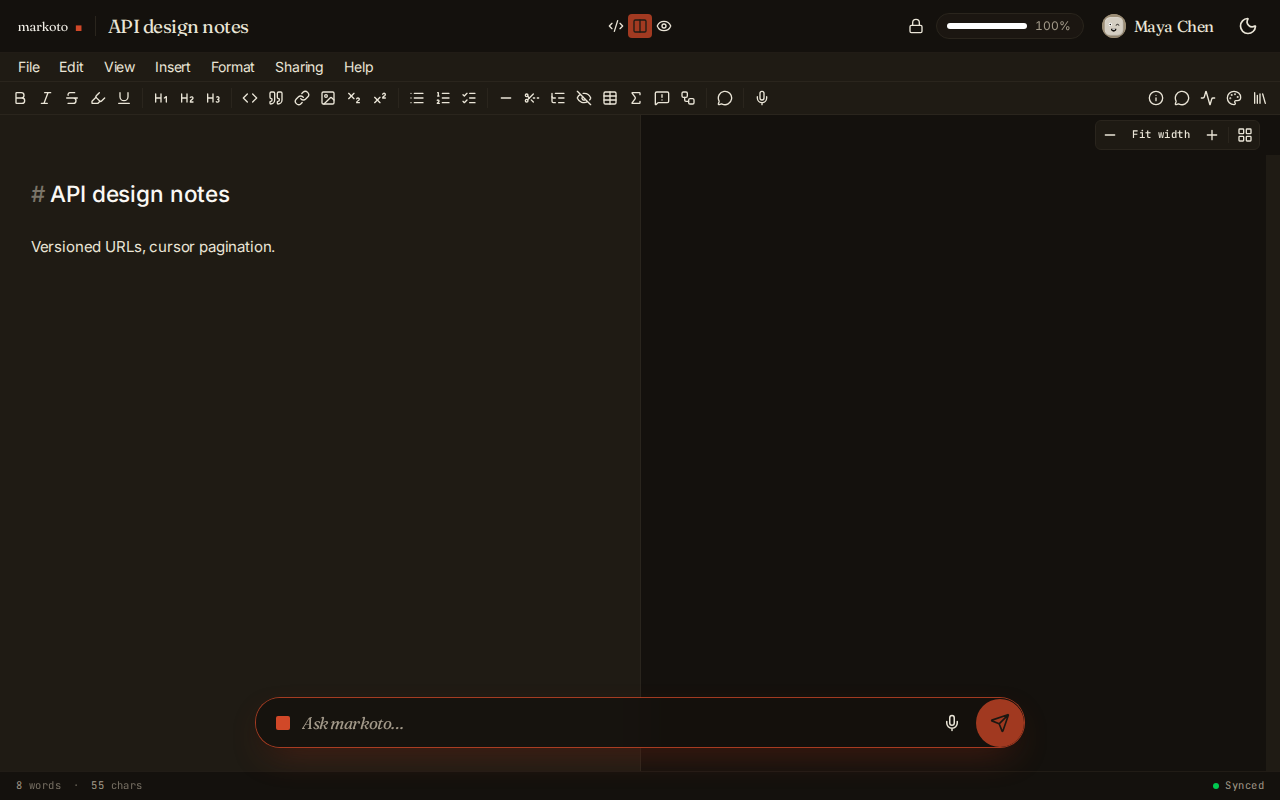 markoto
API design notes
100%
Maya Chen
File Edit View Insert Format Sharing Help
H1 H2 H3
Fit width
# API design notes
Versioned URLs, cursor pagination.
Ask markoto...
8 words · 55 chars
Synced